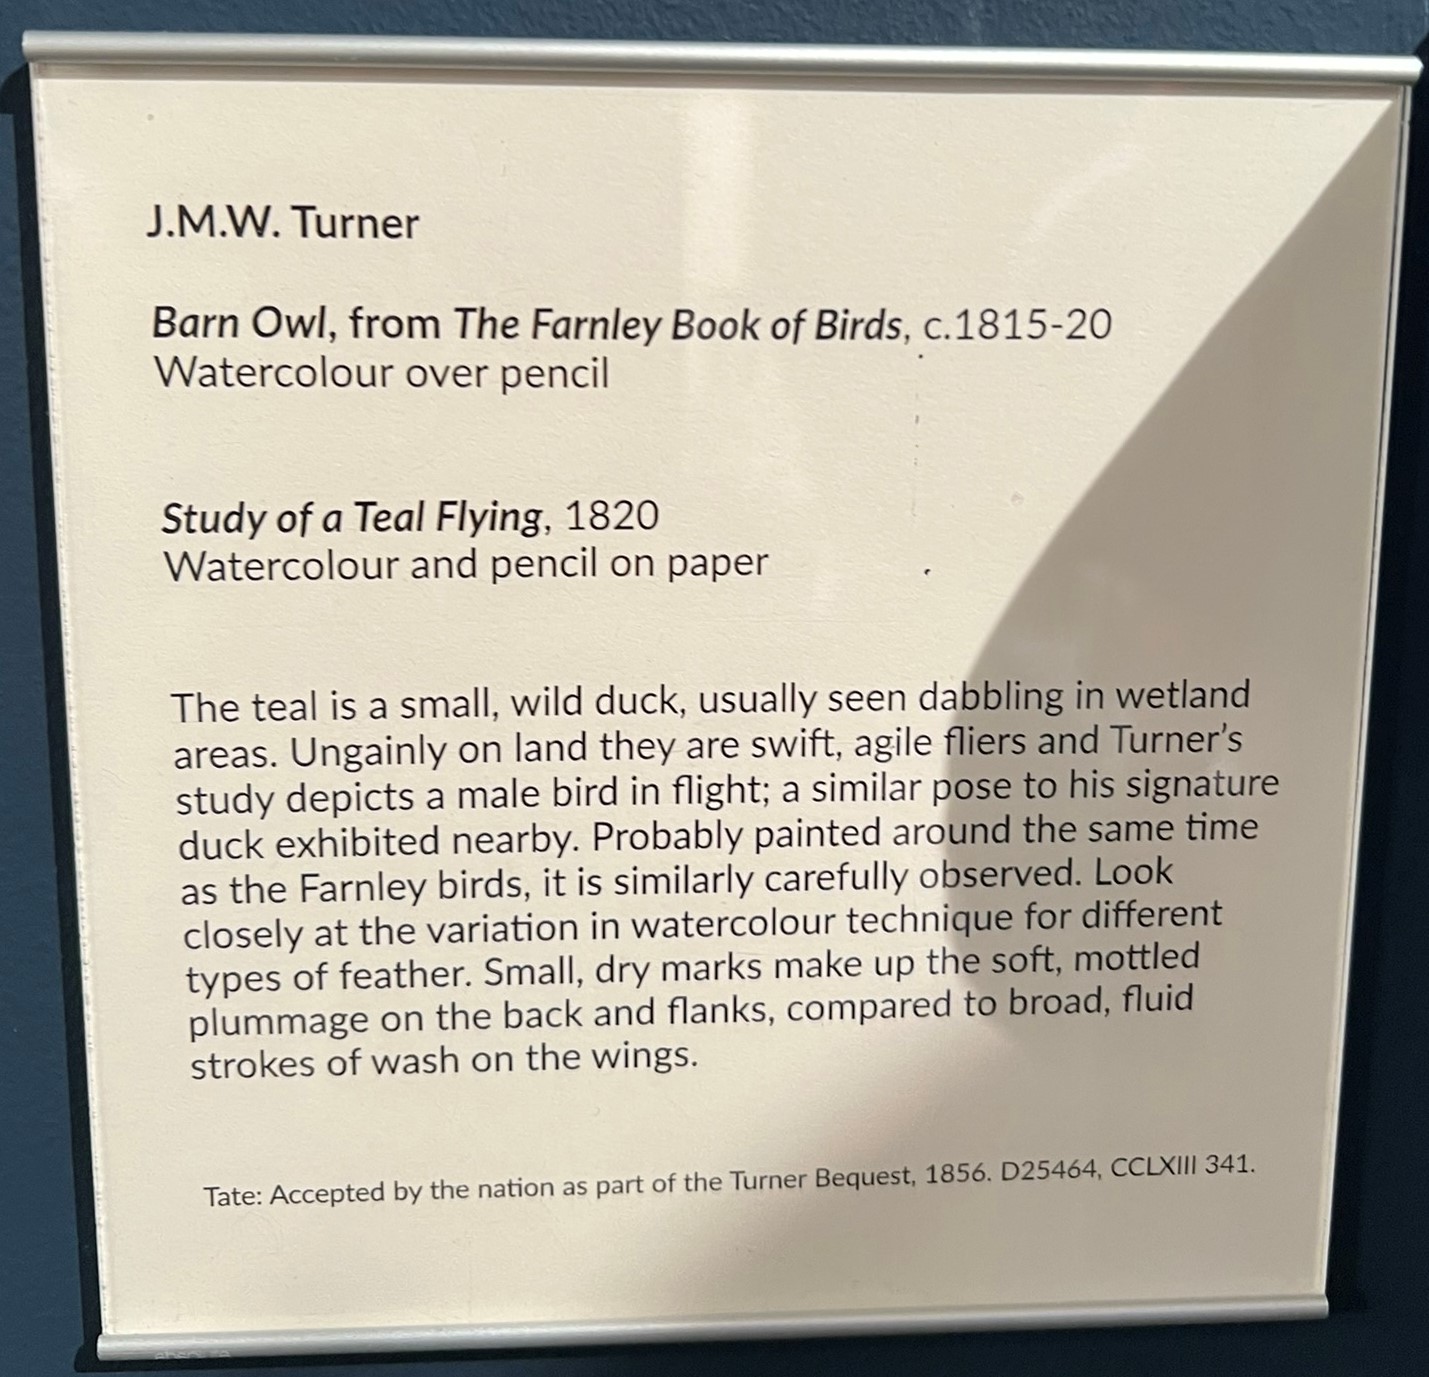 J.M.W. Turner
Barn Owl, from The Farnley Book of Birds, c.1815-20
Watercolour over pencil
Study of a Teal Flying, 1820
Watercolour and pencil on paper
The teal is a small, wild duck, usually seen dabbling in wetland
areas. Ungainly on land they are swift, agile fliers and Turner’s
study depicts a male bird in flight; a similar pose to his signature
duck exhibited nearby. Probably painted around the same time
as the Farnley birds, it is similarly carefully observed. Look
closely at the variation in watercolour technique for different
types of feather. Small, dry marks make up the soft, mottled
plummage on the back and flanks, compared to broad, fluid
strokes of wash on the wings.
Tate: Accepted by the nation as part of the Turner Bequest, 1856. D25464, CCLXIII 341.